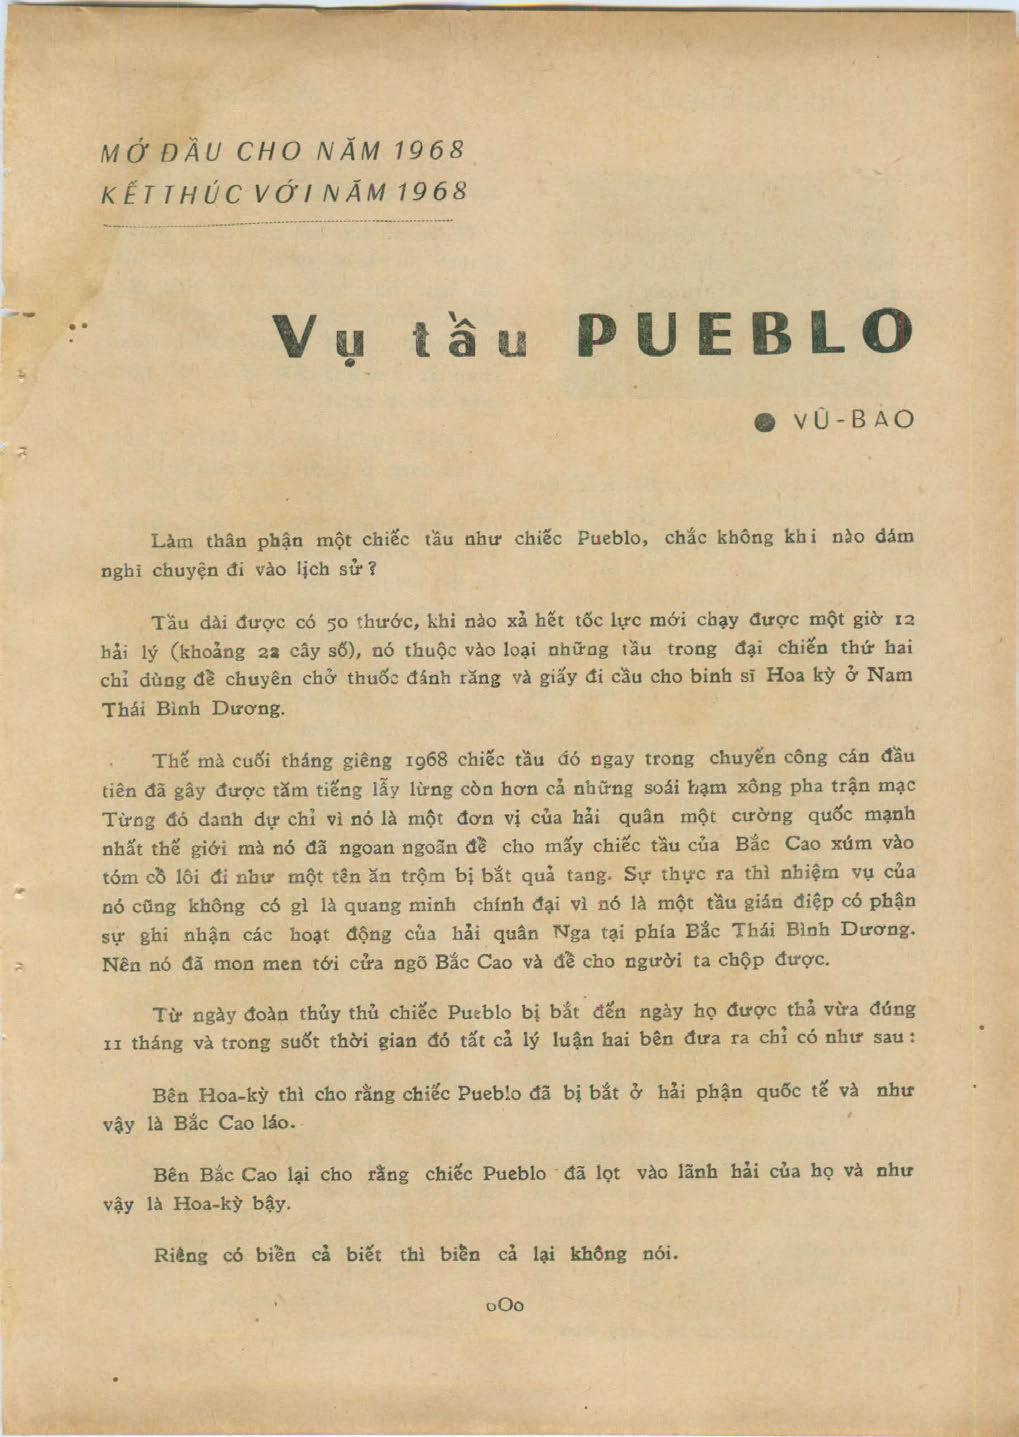 MỞ ĐẦU CHO NĂM 1968
KẾT THÚC VỚI NĂM 1968
Vụ tầu PUEBLO
● VŨ-BẢO
Làm thân phận một chiếc tầu như chiếc Pueblo, chắc không khi nào dám
nghĩ chuyện đi vào lịch sử ?
Tầu dài được có 50 thước, khi nào xả hết tốc lực mới chạy được một giờ 12
hải lý (khoảng 22 cây số), nó thuộc vào loại những tầu trong đại chiến thứ hai
chỉ dùng để chuyên chở thuốc đánh răng và giấy đi cầu cho binh sĩ Hoa kỳ ở Nam
Thái Bình Dương.
Thế mà cuối tháng giêng 1968 chiếc tầu đó ngay trong chuyến công cán đầu
tiên đã gây được tăm tiếng lẫy lừng còn hơn cả những soái hạm xông pha trận mạc
Từng đó danh dự chỉ vì nó là một đơn vị của hải quân một cường quốc mạnh
nhất thế giới mà nó đã ngoan ngoãn để cho mấy chiếc tầu của Bắc Cao xúm vào
tóm cổ lôi đi như một tên ăn trộm bị bắt quả tang. Sự thực ra thì nhiệm vụ của
nó cũng không có gì là quang minh chính đại vì nó là một tầu gián điệp có phận
sự ghi nhận các hoạt động của hải quân Nga tại phía Bắc Thái Bình Dương.
Nên nó đã mon men tới cửa ngõ Bắc Cao và để cho người ta chộp được.
Từ ngày đoàn thủy thủ chiếc Pueblo bị bắt đến ngày họ được thả vừa đúng
11 tháng và trong suốt thời gian đó tất cả lý luận hai bên đưa ra chỉ có như sau :
Bên Hoa-kỳ thì cho rằng chiếc Pueblo đã bị bắt ở hải phận quốc tế và như
vậy là Bắc Cao láo.
Bên Bắc Cao lại cho rằng chiếc Pueblo đã lọt vào lãnh hải của họ và như
vậy là Hoa-kỳ bậy.
Riêng có biển cả biết thì biển cả lại không nói.
oOo